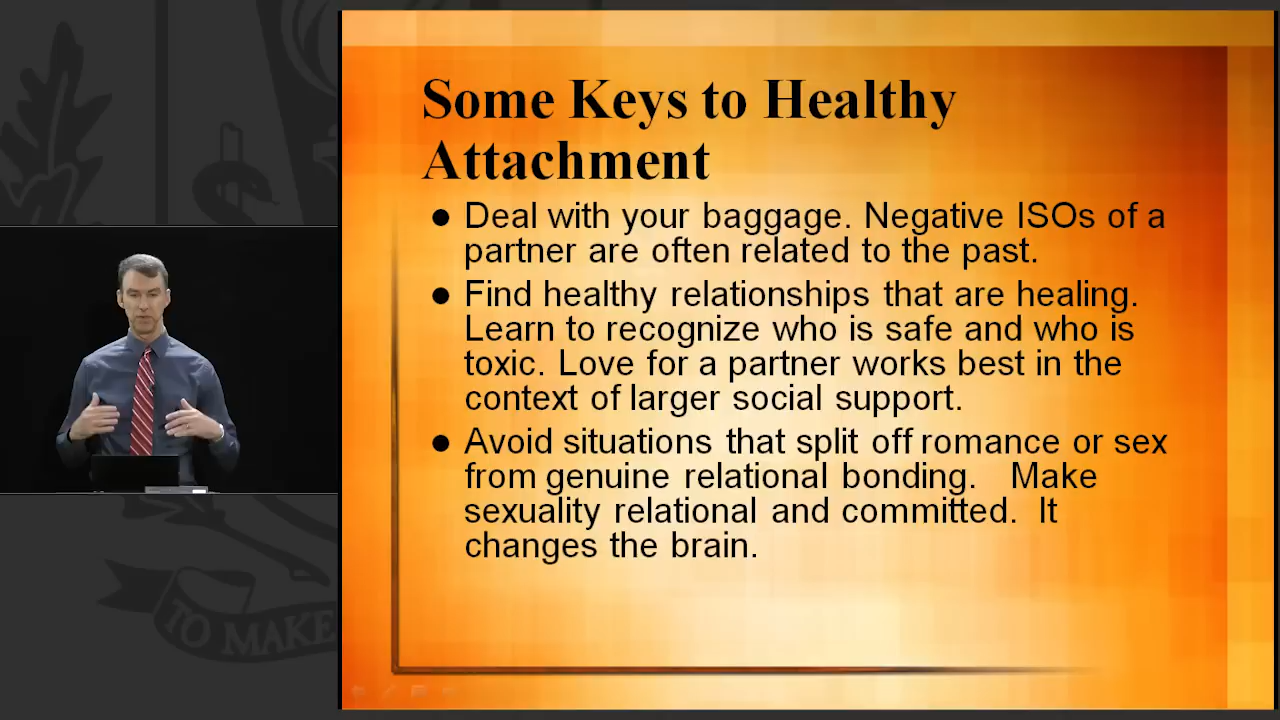 Some Keys to Healthy
Attachment
● Deal with your baggage. Negative ISOs of a
partner are often related to the past.
● Find healthy relationships that are healing.
Learn to recognize who is safe and who is
toxic. Love for a partner works best in the
context of larger social support.
● Avoid situations that split off romance or sex
from genuine relational bonding. Make
sexuality relational and committed. It
changes the brain.
TO MAKE